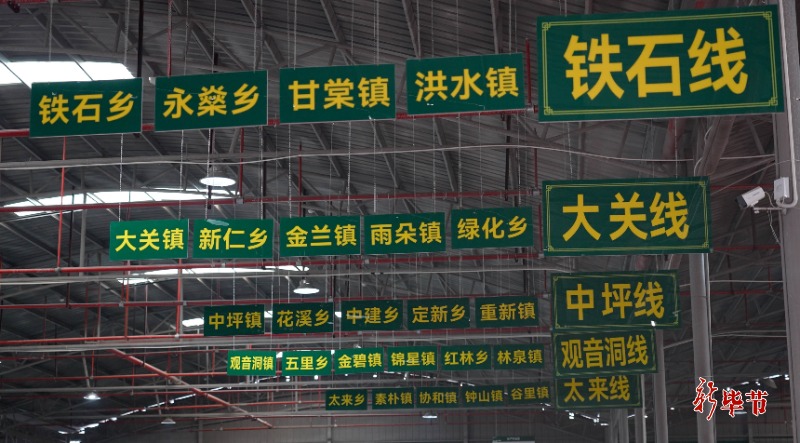 铁石乡 永燊乡 甘棠镇 洪水镇 铁石线
大关镇 新仁乡 金兰镇 雨朵镇 绿化乡 大关线
中坪镇 花溪乡 中建乡 定新乡 重新镇 中坪线
观音洞镇 五里乡 金碧镇 锦星镇 红林乡 林泉镇 观音洞线
太来乡 素朴镇 协和镇 钟山镇 谷里镇 太来线
新毕节